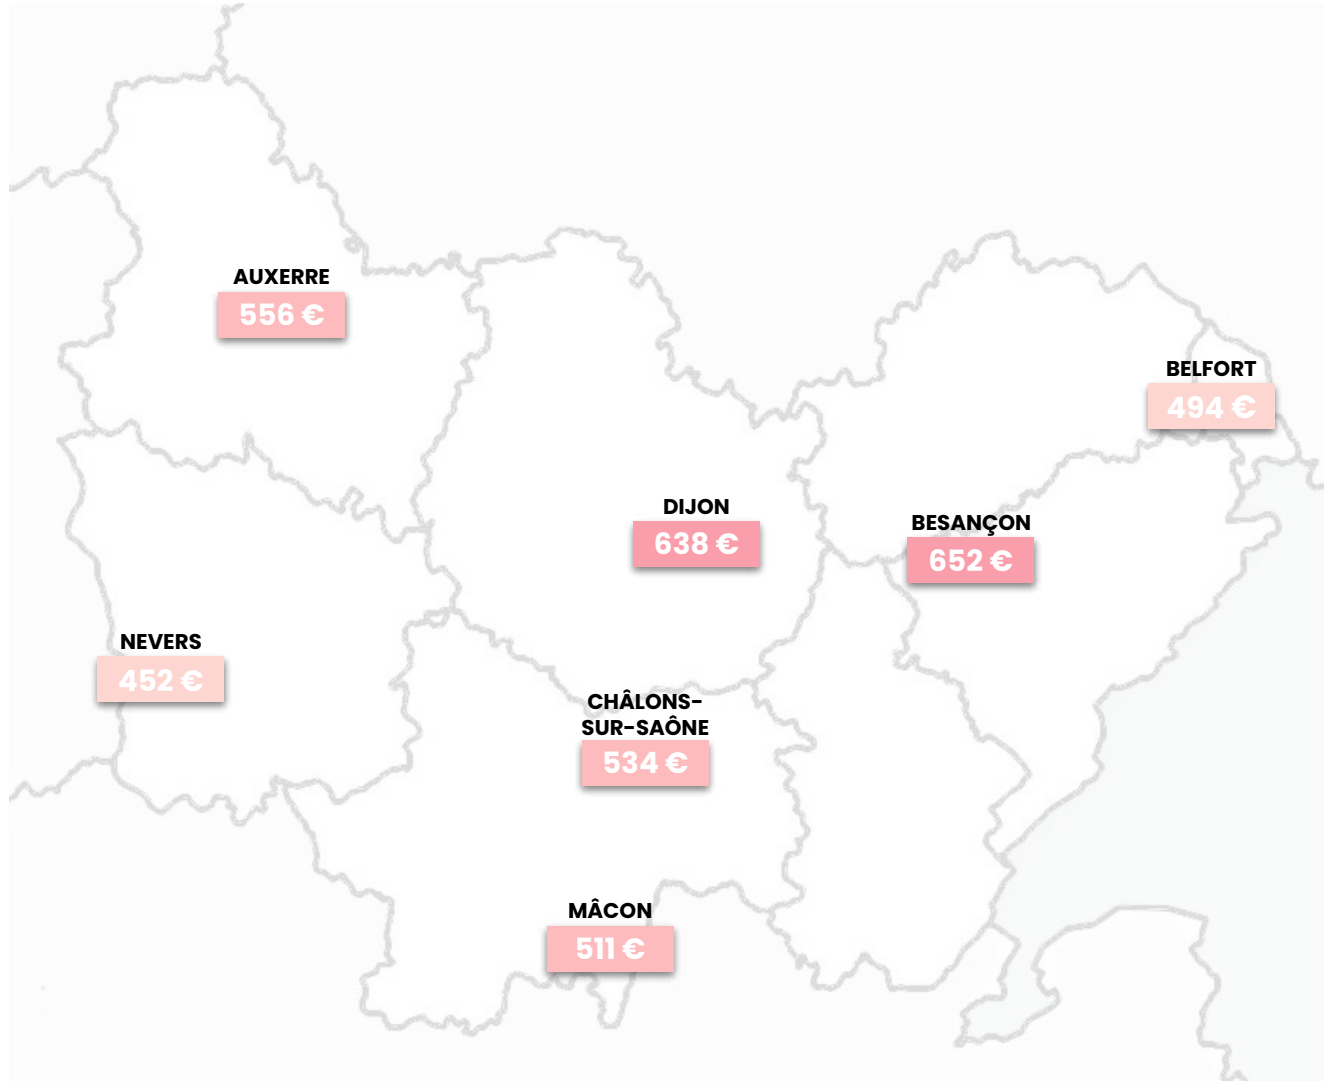 AUXERRE
556 €
BELFORT
494 €
DIJON
638 €
BESANÇON
652 €
NEVERS
452 €
CHÂLONS-
SUR-SAÔNE
534 €
MÂCON
511 €